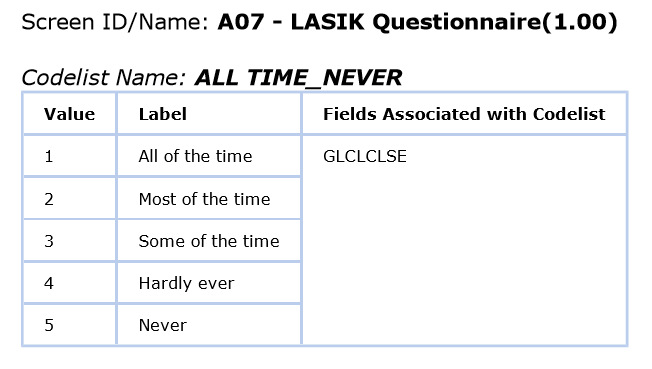 Screen ID/Name: A07 - LASIK Questionnaire(1.00)
Codelist Name: ALL TIME_NEVER
Value Label Fields Associated with Codelist
1 All of the time GLCLCLSE
2 Most of the time
3 Some of the time
4 Hardly ever
5 Never